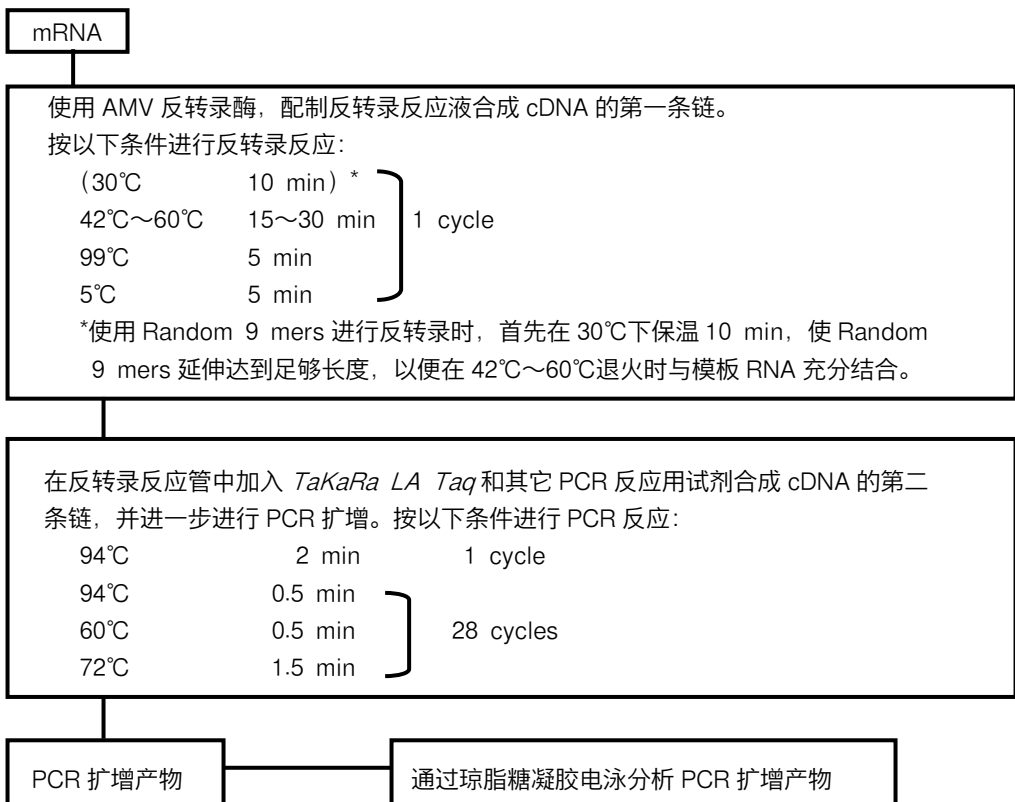 mRNA
使用 AMV 反转录酶，配制反转录反应液合成 cDNA 的第一条链。
按以下条件进行反转录反应：
（30℃ 10 min）*
42℃～60℃ 15～30 min 1 cycle
99℃ 5 min
5℃ 5 min
*使用 Random 9 mers 进行反转录时，首先在 30℃下保温 10 min，使 Random
9 mers 延伸达到足够长度，以便在 42℃～60℃退火时与模板 RNA 充分结合。
在反转录反应管中加入 TaKaRa LA Taq 和其它 PCR 反应用试剂合成 cDNA 的第二
条链，并进一步进行 PCR 扩增。按以下条件进行 PCR 反应：
94℃ 2 min 1 cycle
94℃ 0.5 min
60℃ 0.5 min 28 cycles
72℃ 1.5 min
PCR 扩增产物 通过琼脂糖凝胶电泳分析 PCR 扩增产物